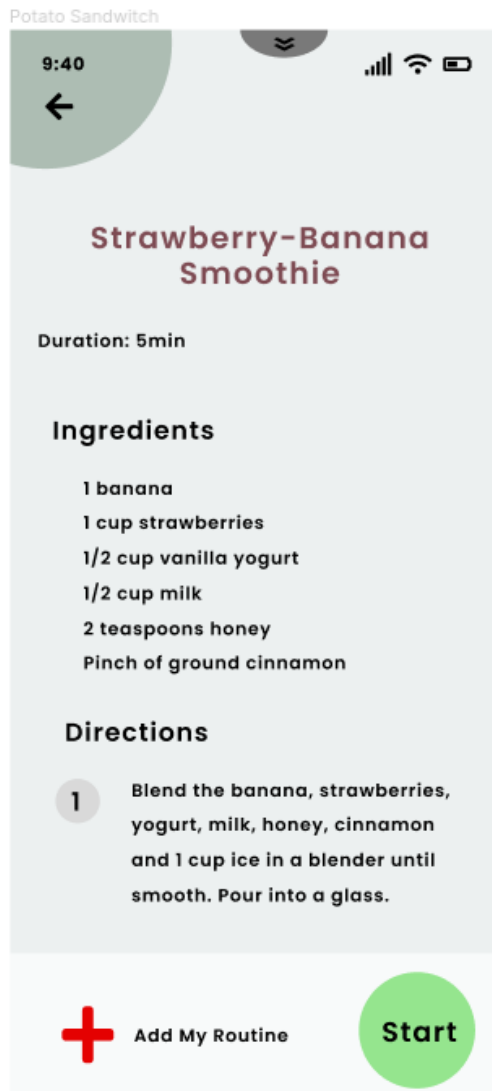 Potato Sandwitch
9:40
Strawberry-Banana
Smoothie
Duration: 5min
Ingredients
1 banana
1 cup strawberries
1/2 cup vanilla yogurt
1/2 cup milk
2 teaspoons honey
Pinch of ground cinnamon
Directions
1
Blend the banana, strawberries,
yogurt, milk, honey, cinnamon
and 1 cup ice in a blender until
smooth. Pour into a glass.
Add My Routine
Start